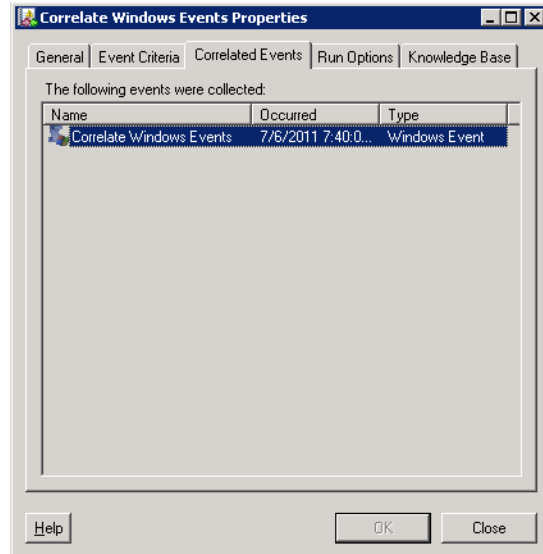 Correlate Windows Events Properties
General Event Criteria Correlated Events Run Options Knowledge Base
The following events were collected:
Name Occurred Type
Correlate Windows Events 7/6/2011 7:40:0... Windows Event
Help OK Close